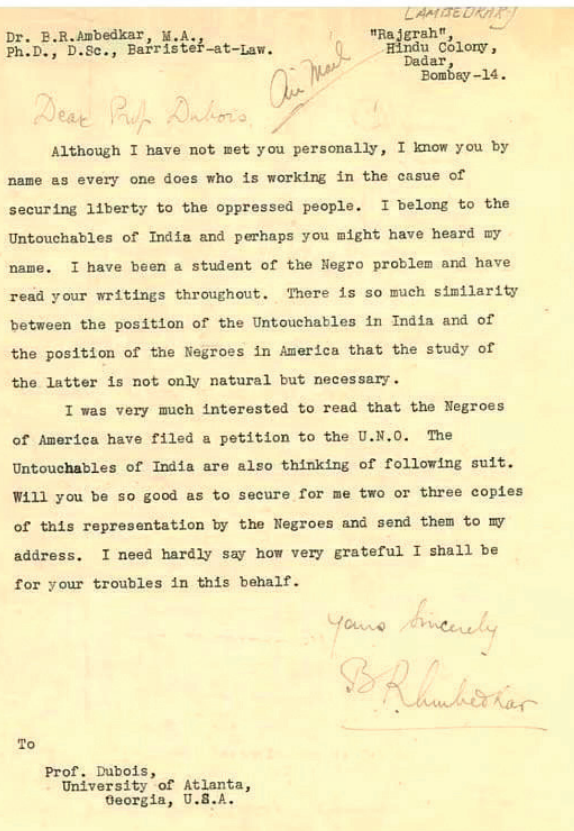 (AMBEDKAR)
Dr. B.R.Ambedkar, M.A.,
Ph.D., D.Sc., Barrister-at-Law.
"Rajgrah",
Hindu Colony,
Dadar,
Bombay-14.
Air Mail
Dear Prof Dubois,
Although I have not met you personally, I know you by
name as every one does who is working in the casue of
securing liberty to the oppressed people. I belong to the
Untouchables of India and perhaps you might have heard my
name. I have been a student of the Negro problem and have
read your writings throughout. There is so much similarity
between the position of the Untouchables in India and of
the position of the Negroes in America that the study of
the latter is not only natural but necessary.
I was very much interested to read that the Negroes
of America have filed a petition to the U.N.O. The
Untouchables of India are also thinking of following suit.
Will you be so good as to secure for me two or three copies
of this representation by the Negroes and send them to my
address. I need hardly say how very grateful I shall be
for your troubles in this behalf.
Yours Sincerely
B R Ambedkar
To
Prof. Dubois,
University of Atlanta,
Georgia, U.S.A.